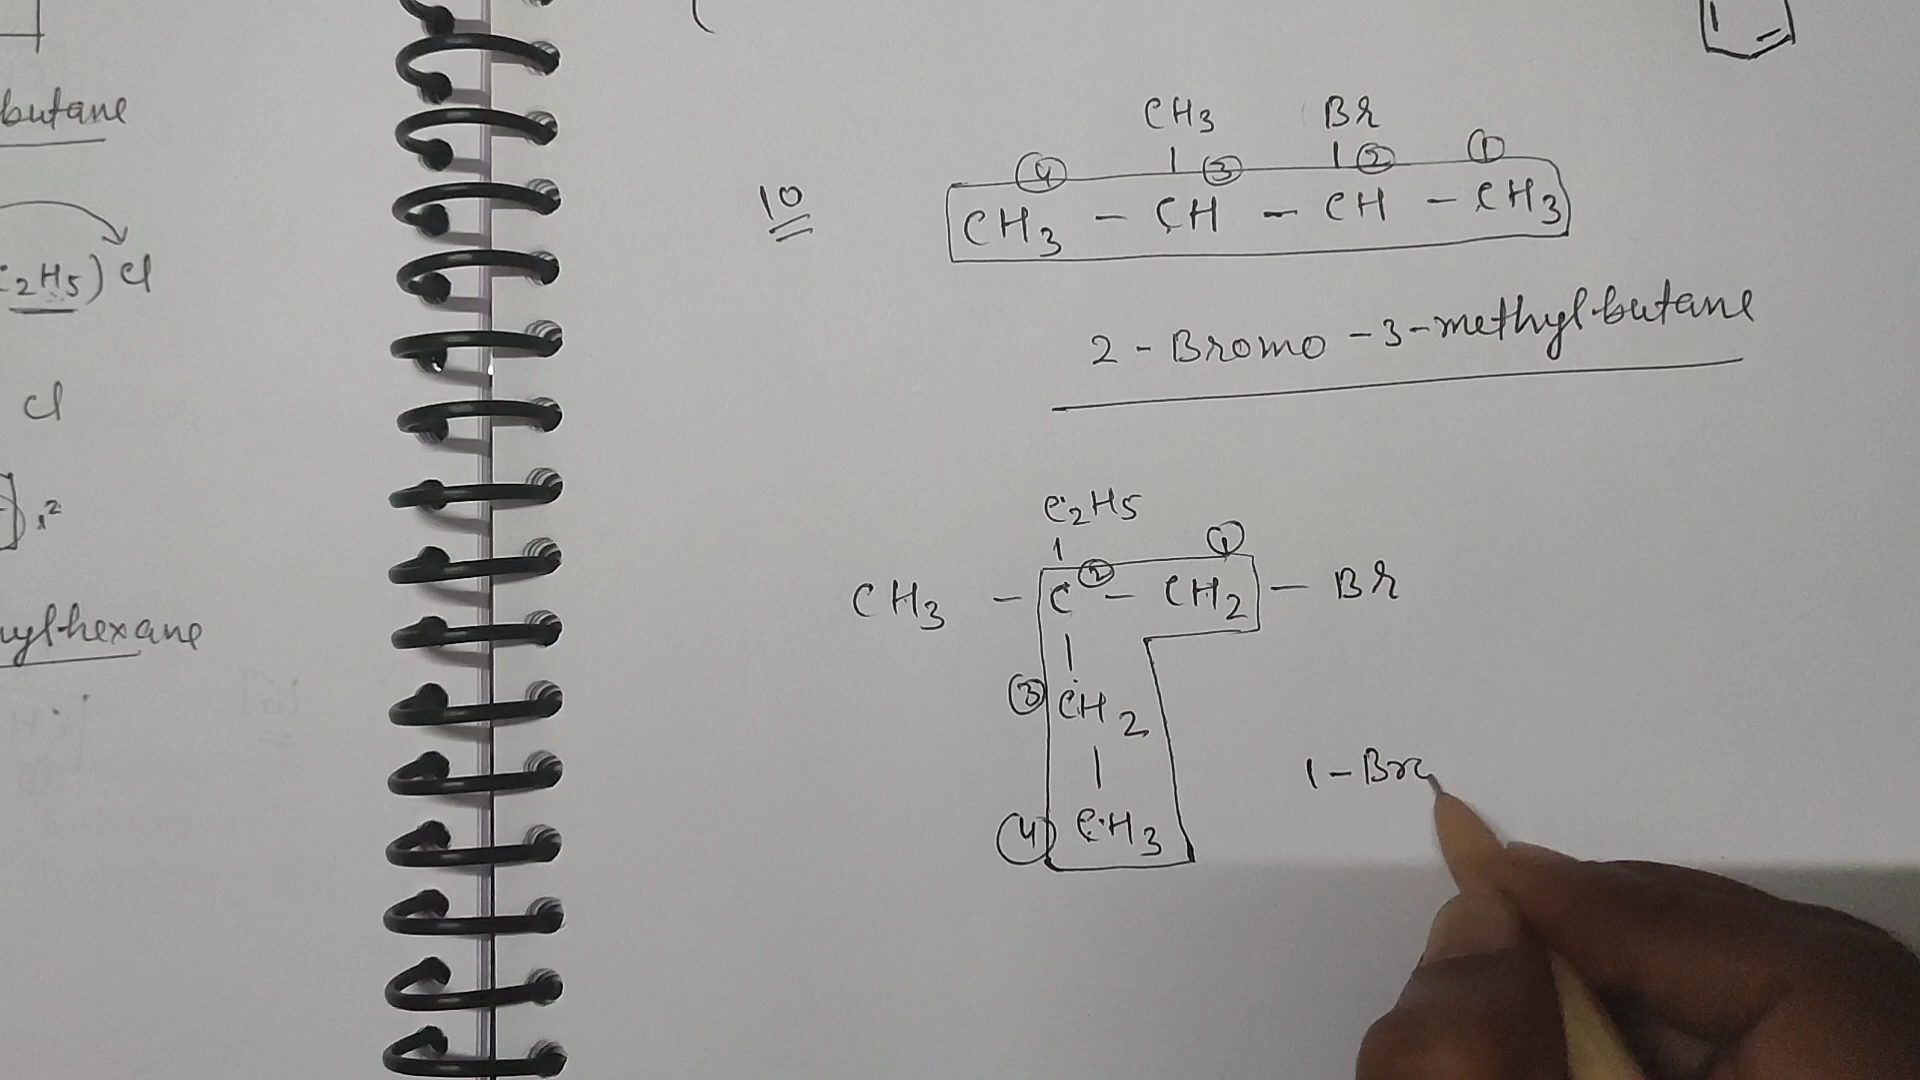 butane
2H5) Cl
Cl
ylhexane
10
CH3 Br
4 3 2 1
CH3 - CH - CH - CH3
2 - Bromo - 3 - methylbutane
C2H5
2 1
CH3 - C - CH2 - Br
3 CH2
4 CH3
1 - Bro